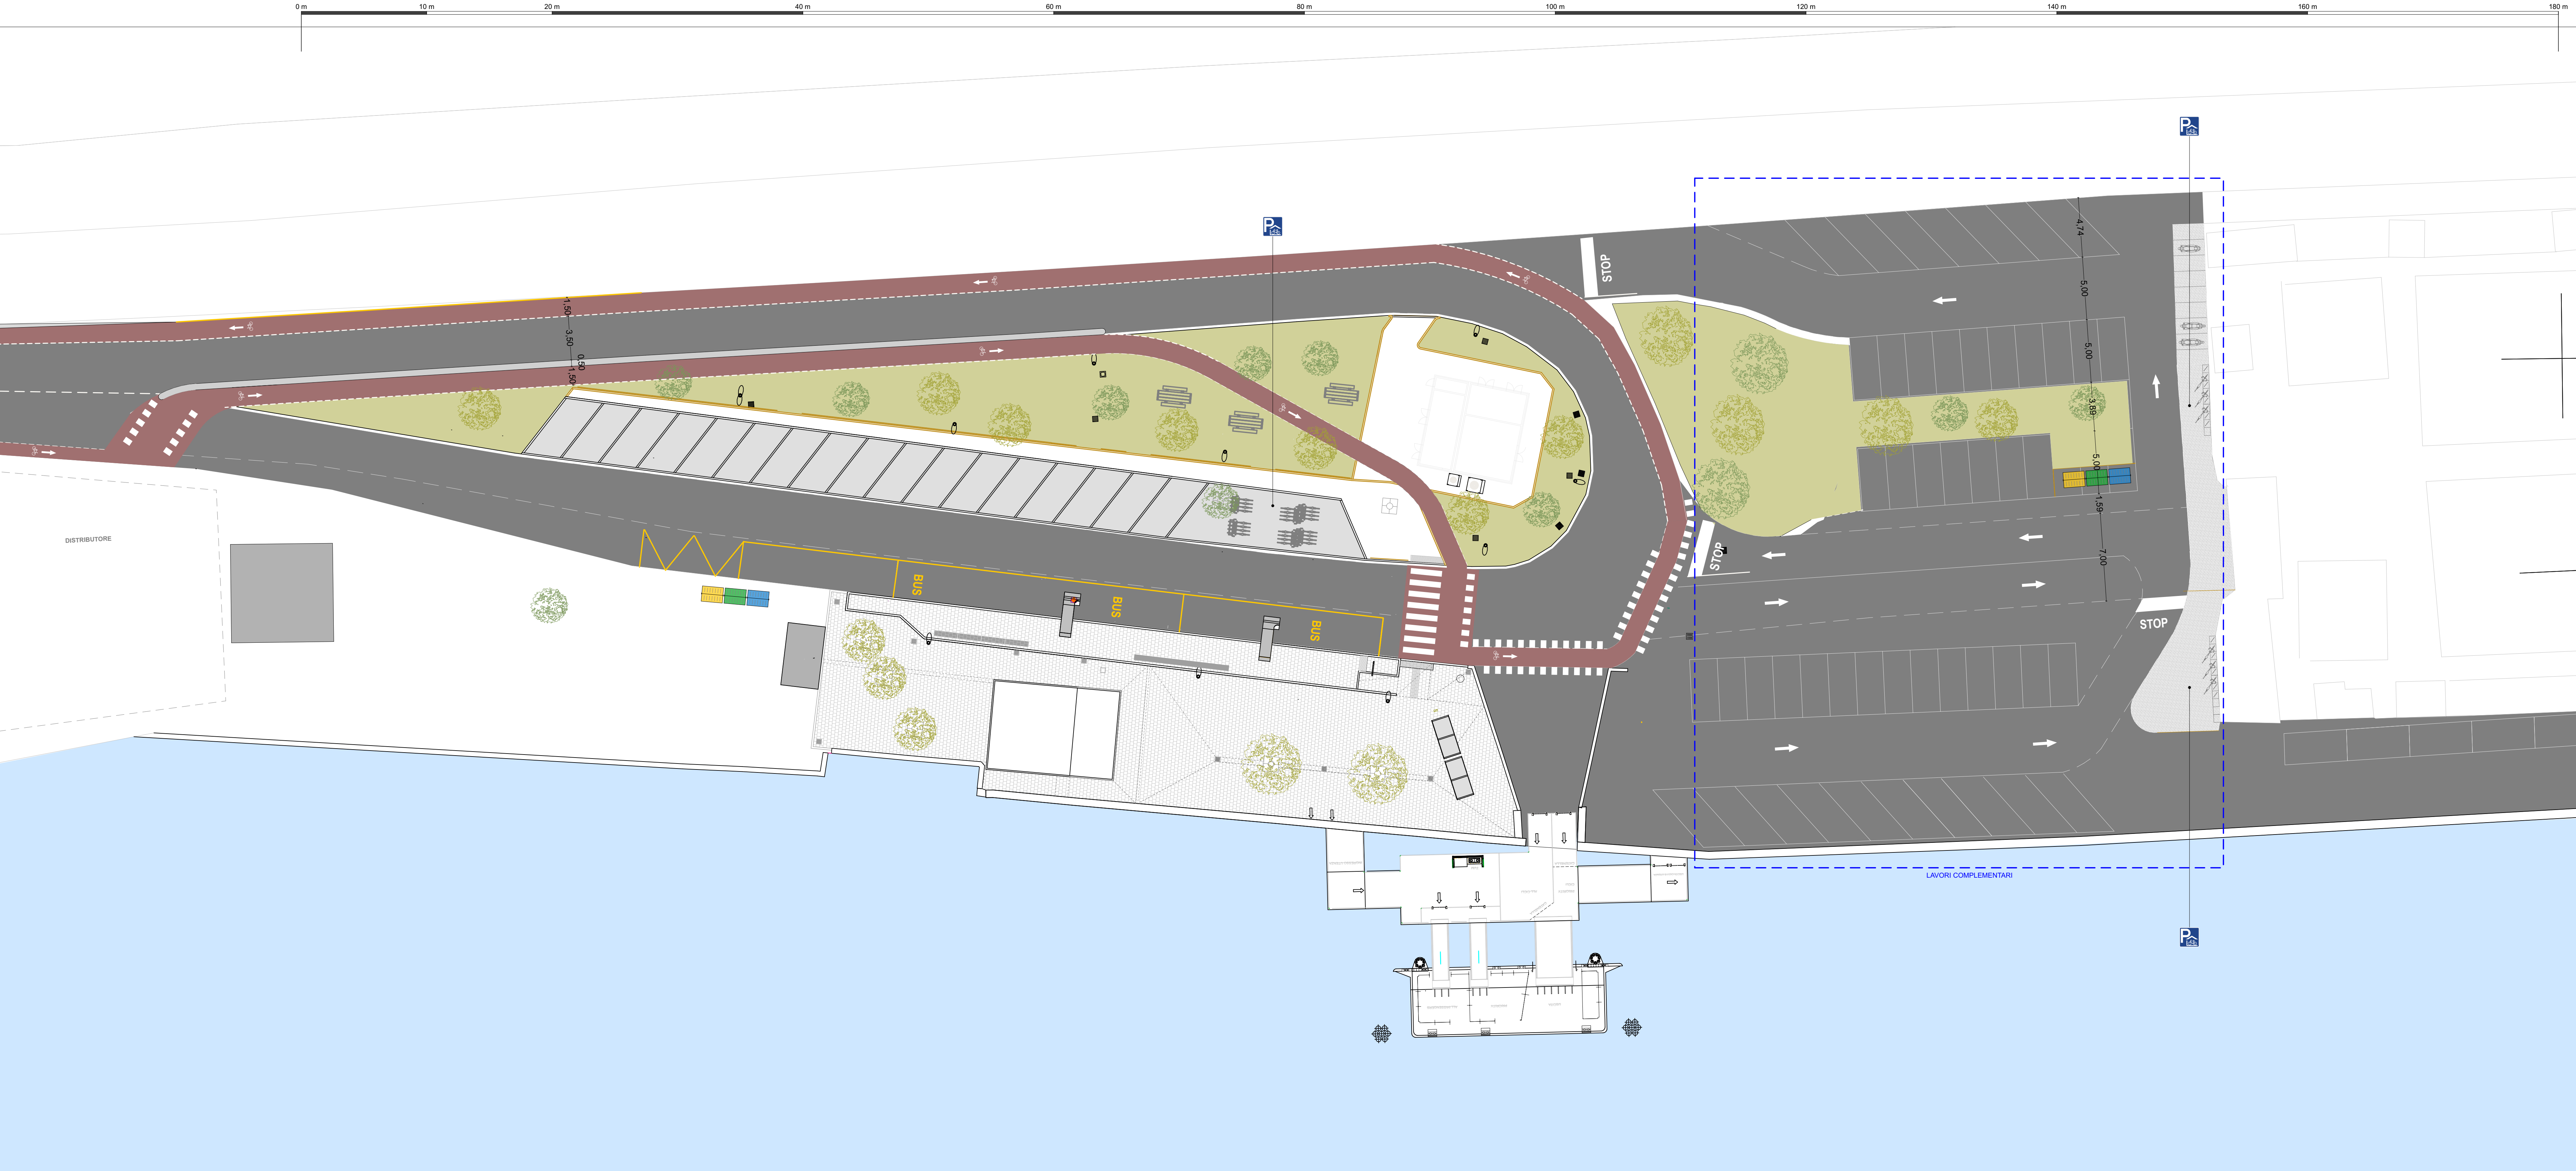 0 m
10 m
20 m
40 m
60 m
80 m
100 m
120 m
140 m
160 m
180 m
P
P
4,74
STOP
5,00
1,50
3,50
0,50
1,50
5,00
3,89
5,00
1,59
DISTRIBUTORE
STOP
7,00
BUS
BUS
BUS
STOP
LAVORI COMPLEMENTARI
P